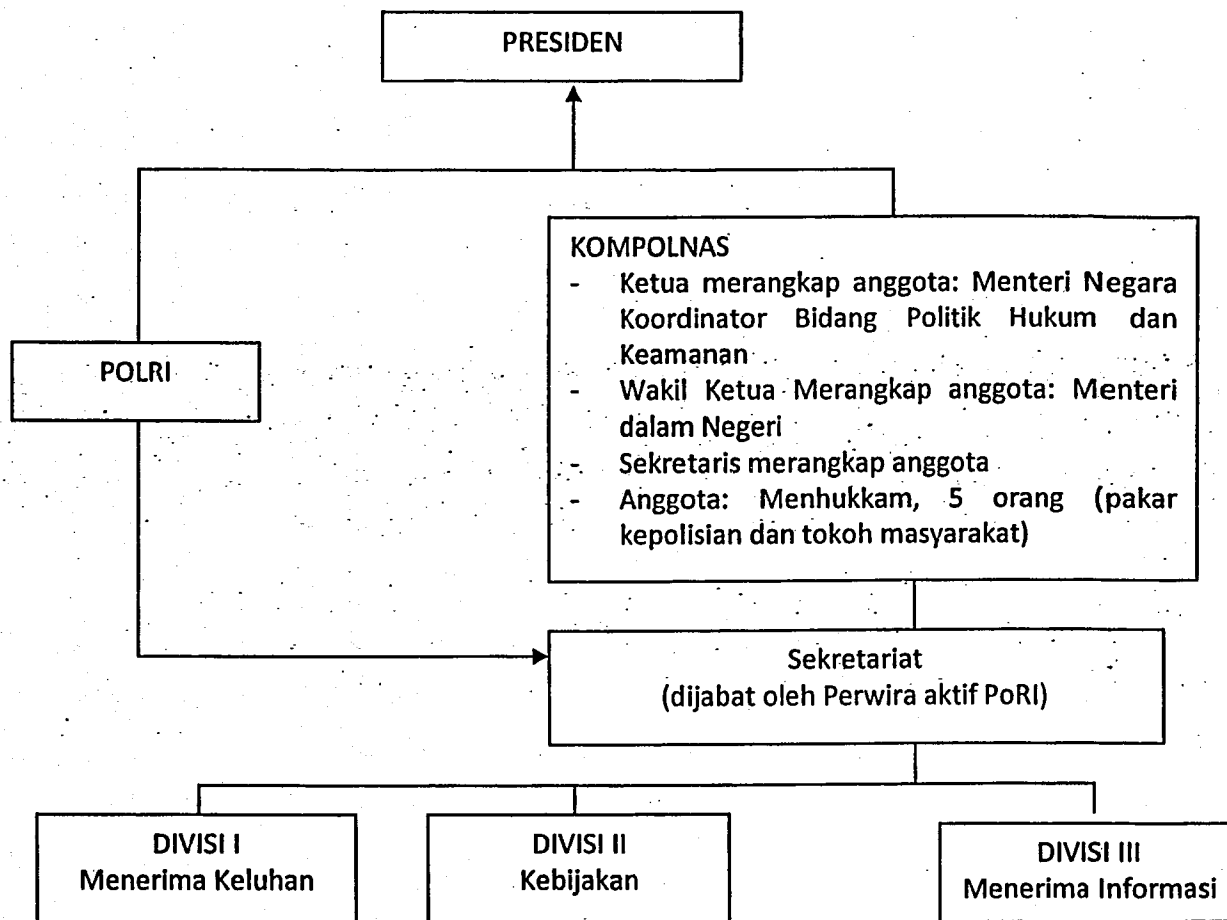 PRESIDEN
KOMPOLNAS
- Ketua merangkap anggota: Menteri Negara
Koordinator Bidang Politik Hukum dan
Keamanan
- Wakil Ketua Merangkap anggota: Menteri
dalam Negeri
- Sekretaris merangkap anggota
- Anggota: Menhukkam, 5 orang (pakar
kepolisian dan tokoh masyarakat)
POLRI
Sekretariat
(dijabat oleh Perwira aktif PoRI)
DIVISI I
Menerima Keluhan
DIVISI II
Kebijakan
DIVISI III
Menerima Informasi